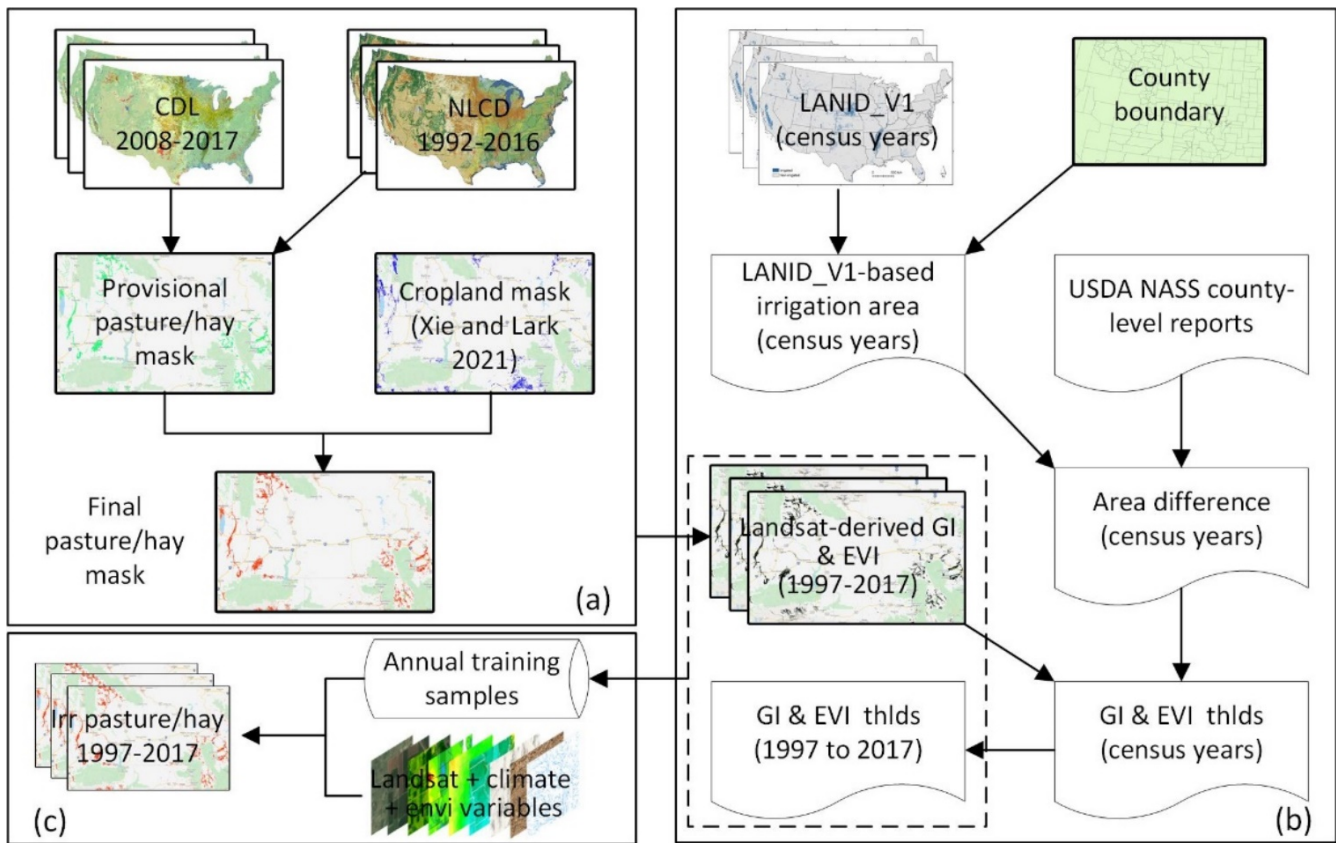 CDL
2008-2017
NLCD
1992-2016
Provisional
pasture/hay
mask
Cropland mask
(Xie and Lark
2021)
Final
pasture/hay
mask
(a)
LANID_V1
(census years)
County
boundary
LANID_V1-based
irrigation area
(census years)
USDA NASS county-
level reports
Area difference
(census years)
Landsat-derived GI
& EVI
(1997-2017)
GI & EVI thlds
(1997 to 2017)
GI & EVI thlds
(census years)
(b)
Annual training
samples
Irr pasture/hay
1997-2017
Landsat + climate
+ envi variables
(c)